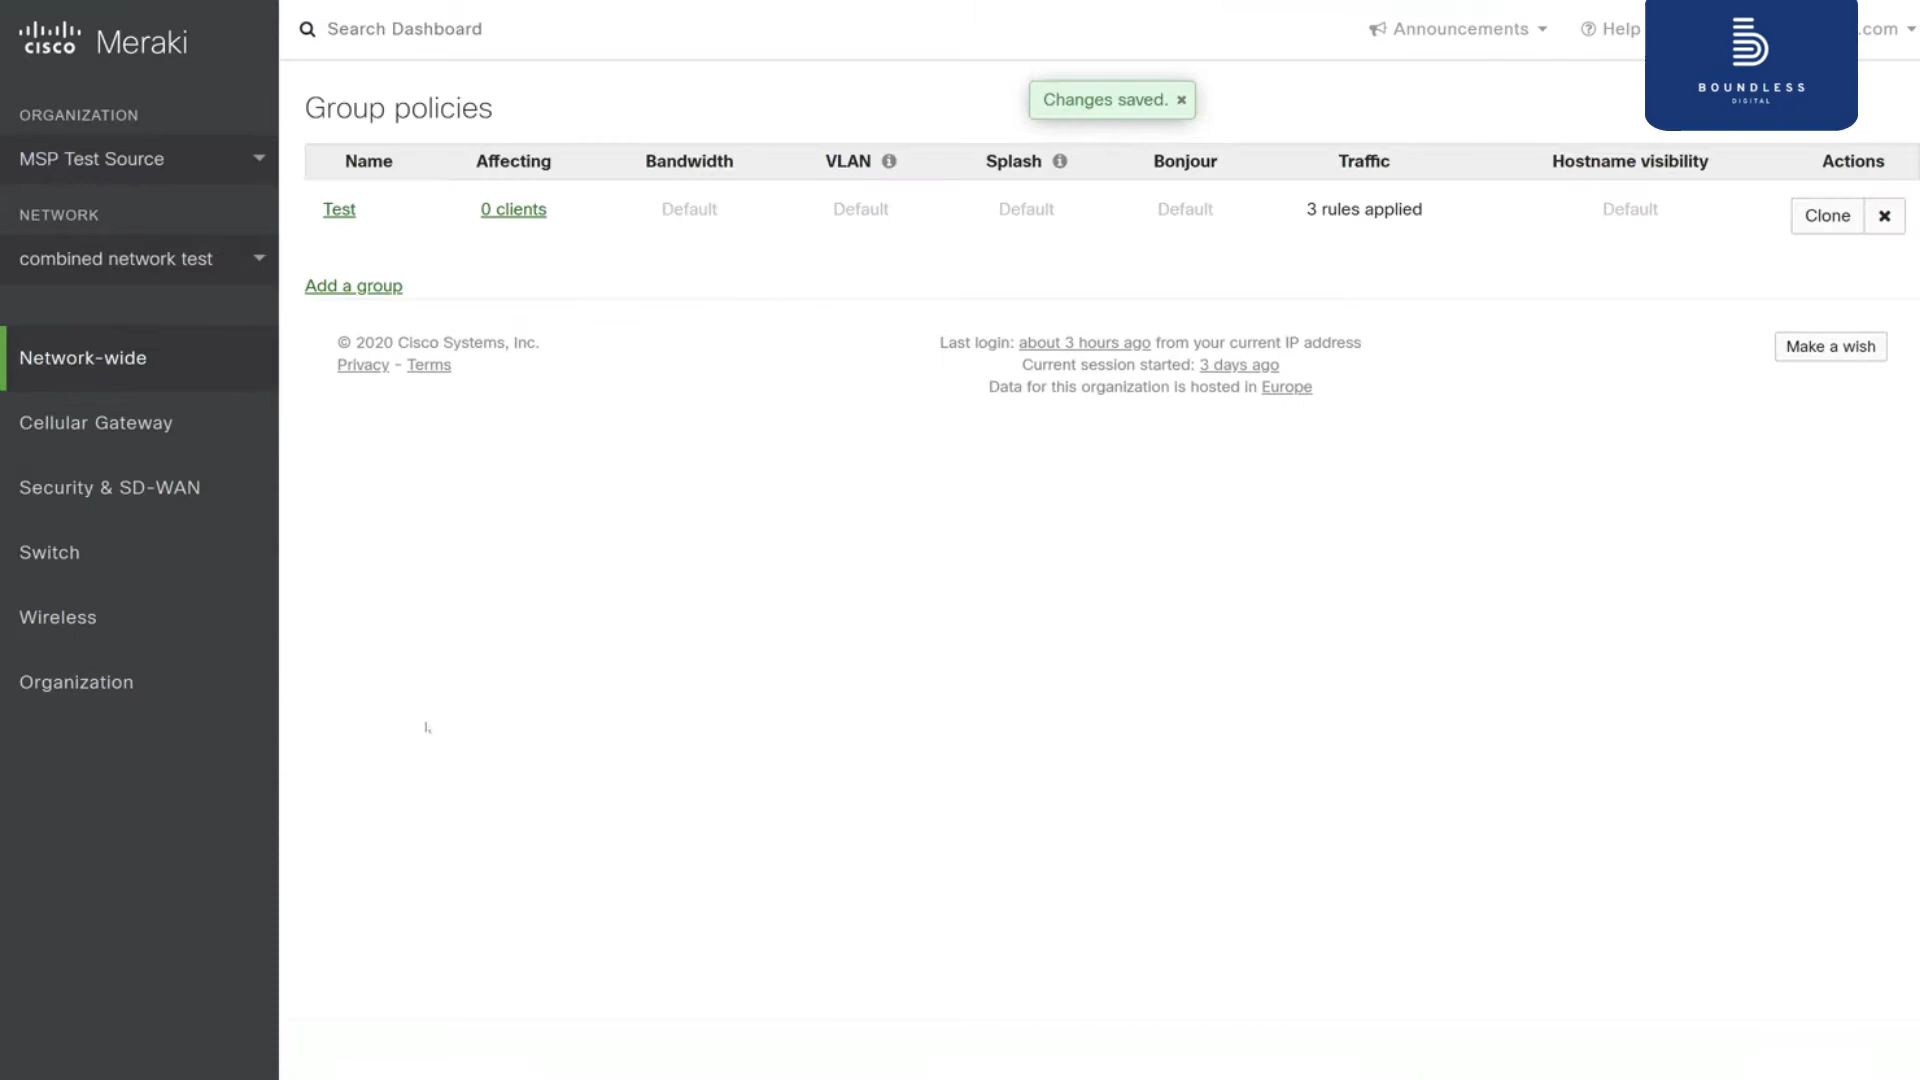 CISCO Meraki
Search Dashboard
Announcements
Help
.com
BOUNDLESS
DIGITAL
ORGANIZATION
MSP Test Source
NETWORK
combined network test
Network-wide
Cellular Gateway
Security & SD-WAN
Switch
Wireless
Organization
Group policies
Changes saved. ×
Name Affecting Bandwidth VLAN Splash Bonjour Traffic Hostname visibility Actions
Test 0 clients Default Default Default Default 3 rules applied Default Clone ×
Add a group
© 2020 Cisco Systems, Inc.
Privacy - Terms
Last login: about 3 hours ago from your current IP address
Current session started: 3 days ago
Data for this organization is hosted in Europe
Make a wish